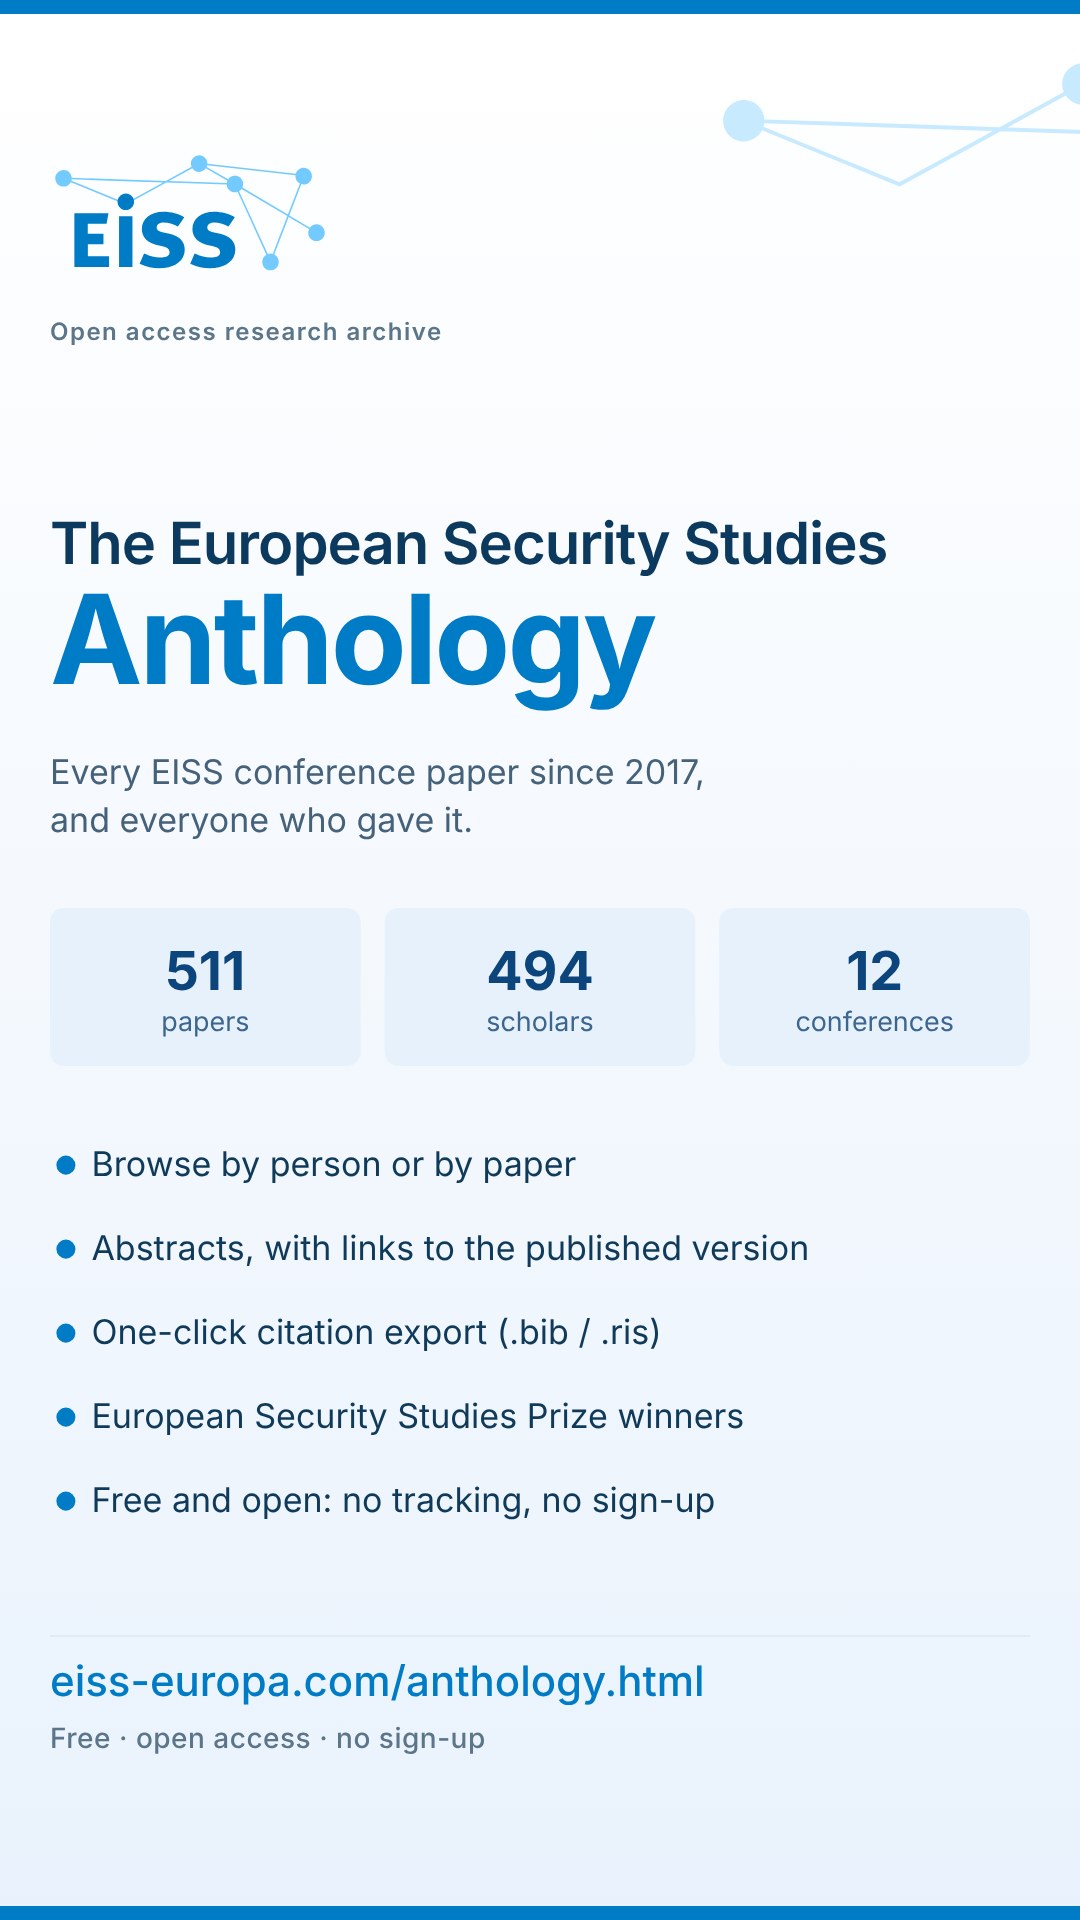 EiSS
Open access research archive
The European Security Studies
Anthology
Every EISS conference paper since 2017,
and everyone who gave it.
511
papers
494
scholars
12
conferences
Browse by person or by paper
Abstracts, with links to the published version
One-click citation export (.bib / .ris)
European Security Studies Prize winners
Free and open: no tracking, no sign-up
eiss-europa.com/anthology.html
Free · open access · no sign-up